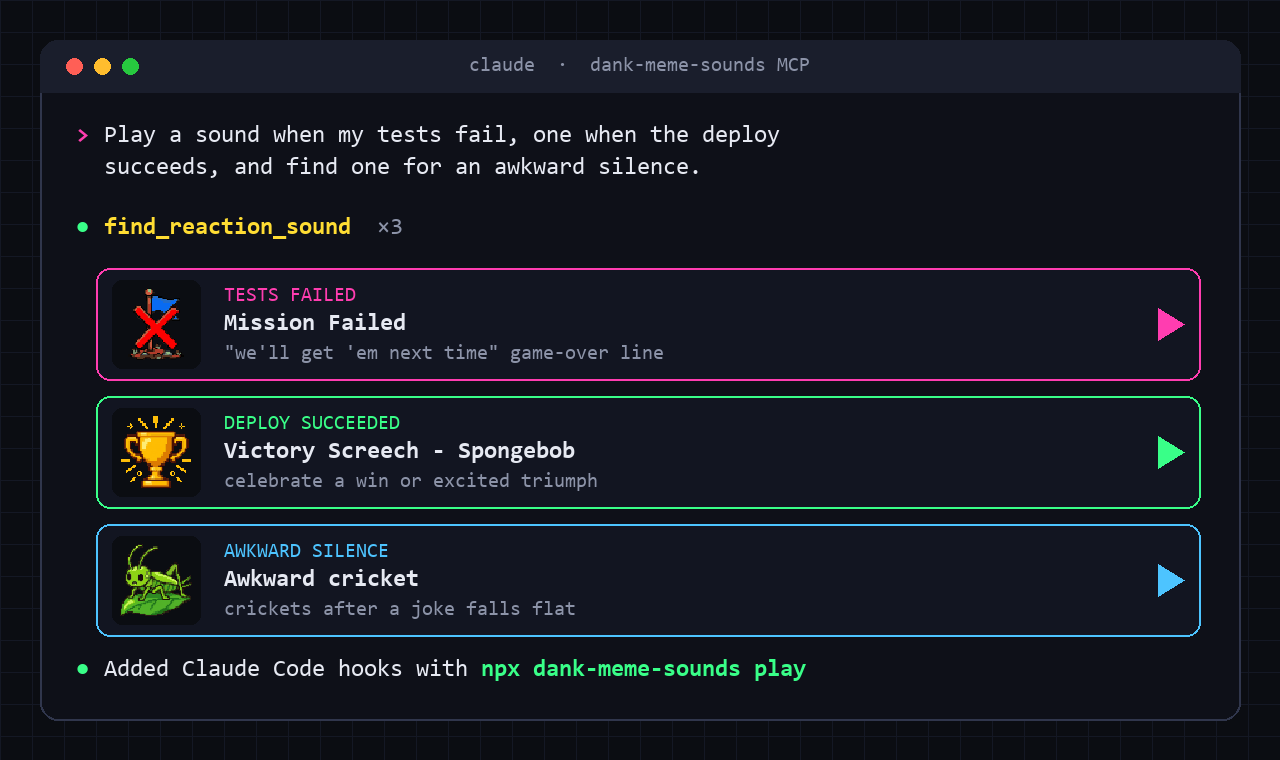 claude · dank-meme-sounds MCP
> Play a sound when my tests fail, one when the deploy
succeeds, and find one for an awkward silence.
● find_reaction_sound ×3
TESTS FAILED
Mission Failed
"we'll get 'em next time" game-over line
DEPLOY SUCCEEDED
Victory Screech - Spongebob
celebrate a win or excited triumph
AWKWARD SILENCE
Awkward cricket
crickets after a joke falls flat
● Added Claude Code hooks with npx dank-meme-sounds play